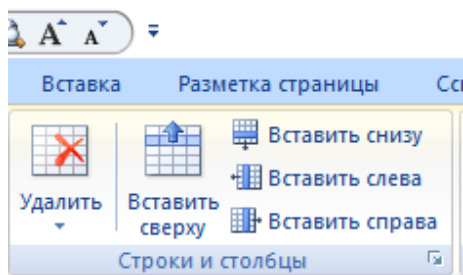 A A
Вставка Разметка страницы
Удалить Вставить сверху Вставить снизу
Вставить слева
Вставить справа
Строки и столбцы